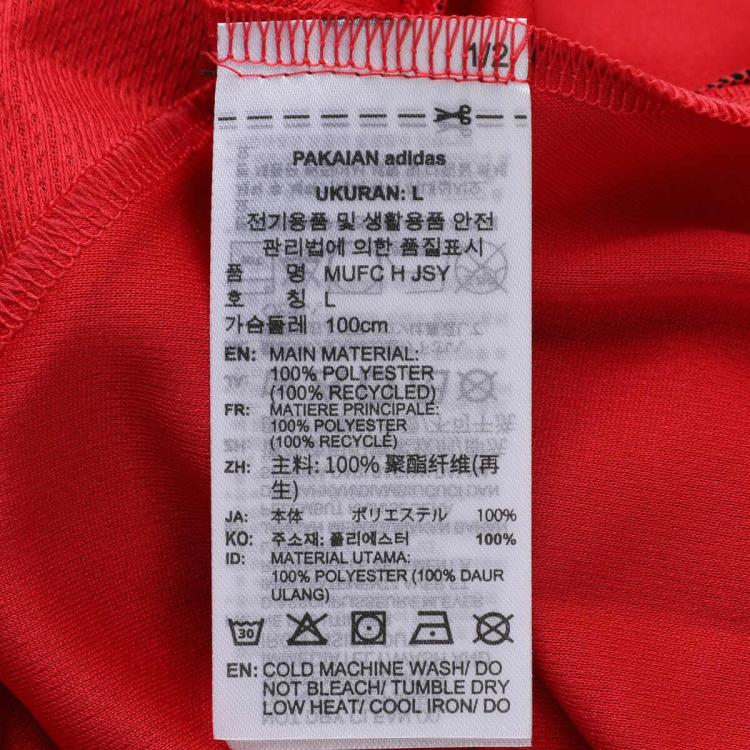 1/2
PAKAIAN adidas
UKURAN: L
전기용품 및 생활용품 안전
관리법에 의한 품질표시
품 명 MUFC H JSY
호 칭 L
가슴둘레 100cm
EN: MAIN MATERIAL:
100% POLYESTER
(100% RECYCLED)
FR: MATIERE PRINCIPALE:
100% POLYESTER
(100% RECYCLÉ)
ZH: 主料: 100% 聚酯纤维(再
生)
JA: 本体 ポリエステル 100%
KO: 주소재: 폴리에스터 100%
ID: MATERIAL UTAMA:
100% POLYESTER (100% DAUR
ULANG)
30
EN: COLD MACHINE WASH/ DO
NOT BLEACH/ TUMBLE DRY
LOW HEAT/ COOL IRON/ DO